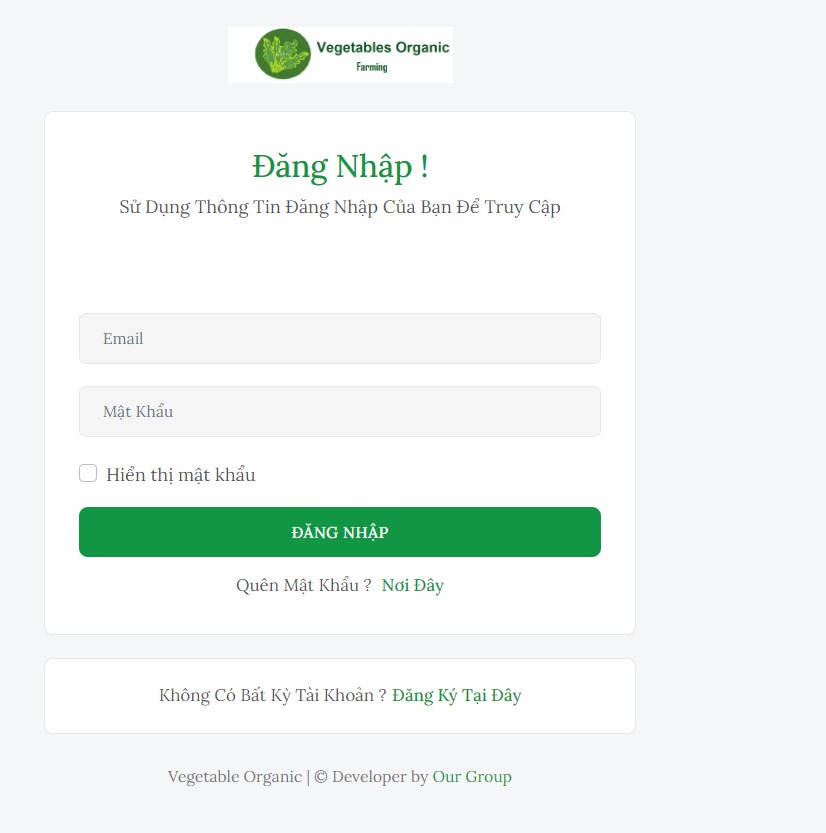 Vegetables Organic
Farming
Đăng Nhập !
Sử Dụng Thông Tin Đăng Nhập Của Bạn Để Truy Cập
Email
Mật Khẩu
Hiển thị mật khẩu
ĐĂNG NHẬP
Quên Mật Khẩu ? Nơi Đây
Không Có Bất Kỳ Tài Khoản ? Đăng Ký Tại Đây
Vegetable Organic | © Developer by Our Group